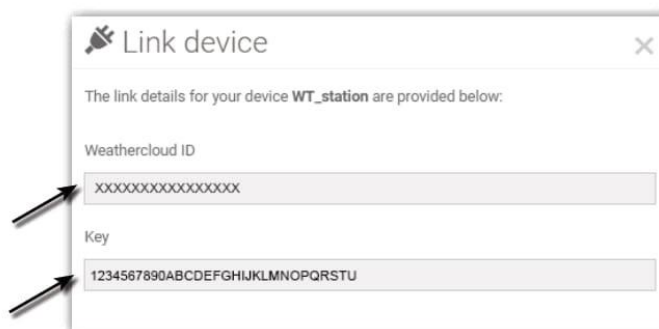 Link device
The link details for your device WT_station are provided below:
Weathercloud ID
XXXXXXXXXXXXXXXX
Key
1234567890ABCDEFGHIJKLMNOPQRSTU